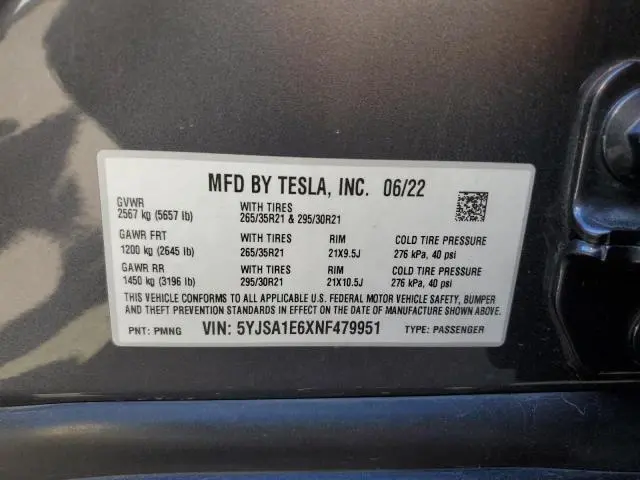 MFD BY TESLA, INC. 06/22
GVWR WITH TIRES
2567 kg (5657 lb) 265/35R21 & 295/30R21
GAWR FRT WITH TIRES RIM COLD TIRE PRESSURE
1200 kg (2645 lb) 265/35R21 21X9.5J 276 kPa, 40 psi
GAWR RR WITH TIRES RIM COLD TIRE PRESSURE
1450 kg (3196 lb) 295/30R21 21X10.5J 276 kPa, 40 psi
THIS VEHICLE CONFORMS TO ALL APPLICABLE U.S. FEDERAL MOTOR VEHICLE SAFETY, BUMPER
AND THEFT PREVENTION STANDARDS IN EFFECT ON THE DATE OF MANUFACTURE SHOWN ABOVE.
PNT: PMNG VIN: 5YJSA1E6XNF479951 TYPE: PASSENGER